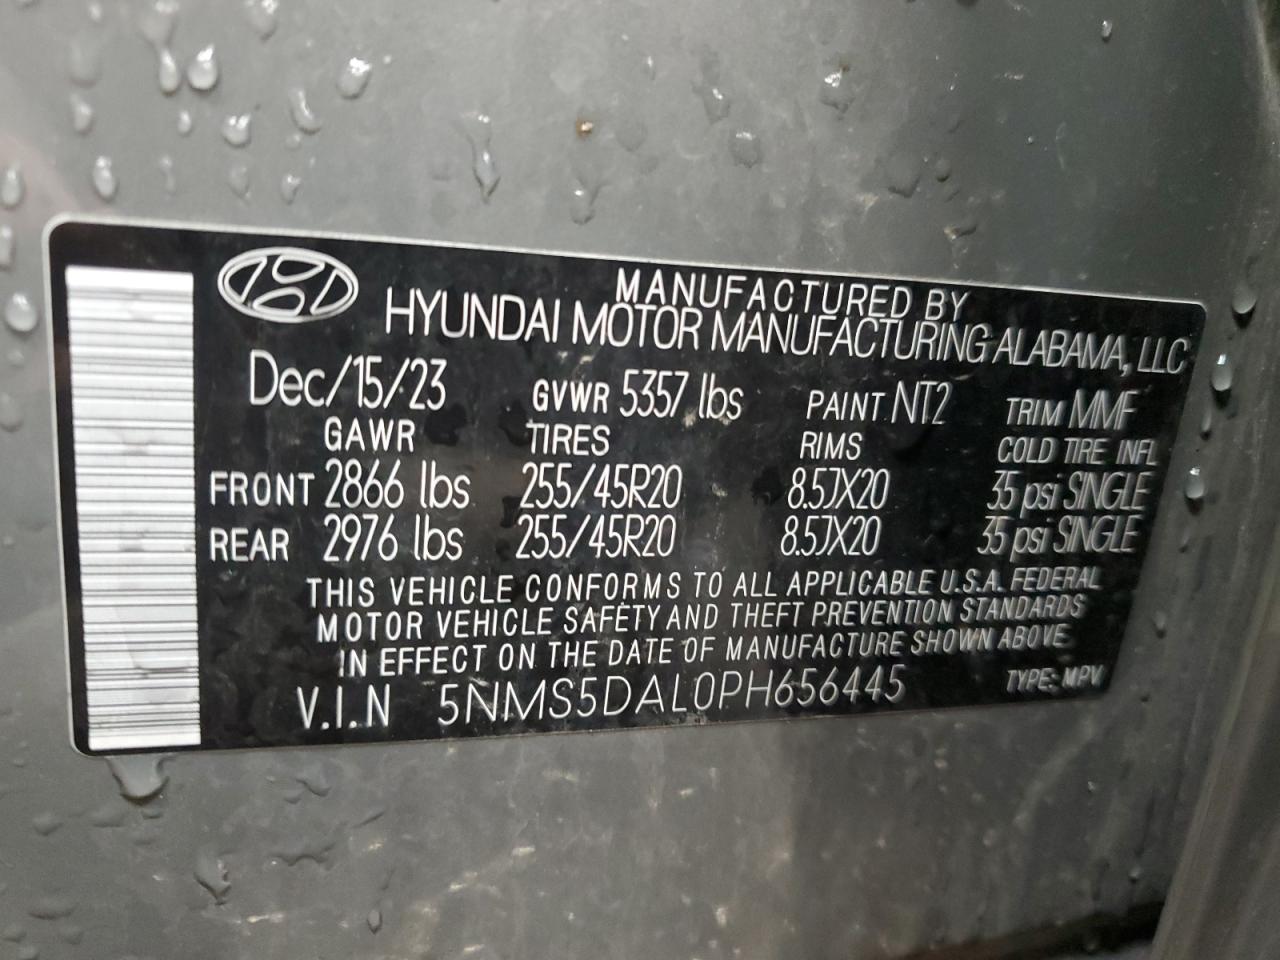 MANUFACTURED BY
HYUNDAI MOTOR MANUFACTURING ALABAMA, LLC
Dec/15/23 GVWR 5357 lbs PAINT NT2 TRIM MMF
GAWR TIRES RIMS COLD TIRE INFL
FRONT 2866 lbs 255/45R20 8.5JX20 35 psi SINGLE
REAR 2976 lbs 255/45R20 8.5JX20 35 psi SINGLE
THIS VEHICLE CONFORMS TO ALL APPLICABLE U.S.A. FEDERAL
MOTOR VEHICLE SAFETY AND THEFT PREVENTION STANDARDS
IN EFFECT ON THE DATE OF MANUFACTURE SHOWN ABOVE
V.I.N 5NMS5DAL0PH656445 TYPE: MPV